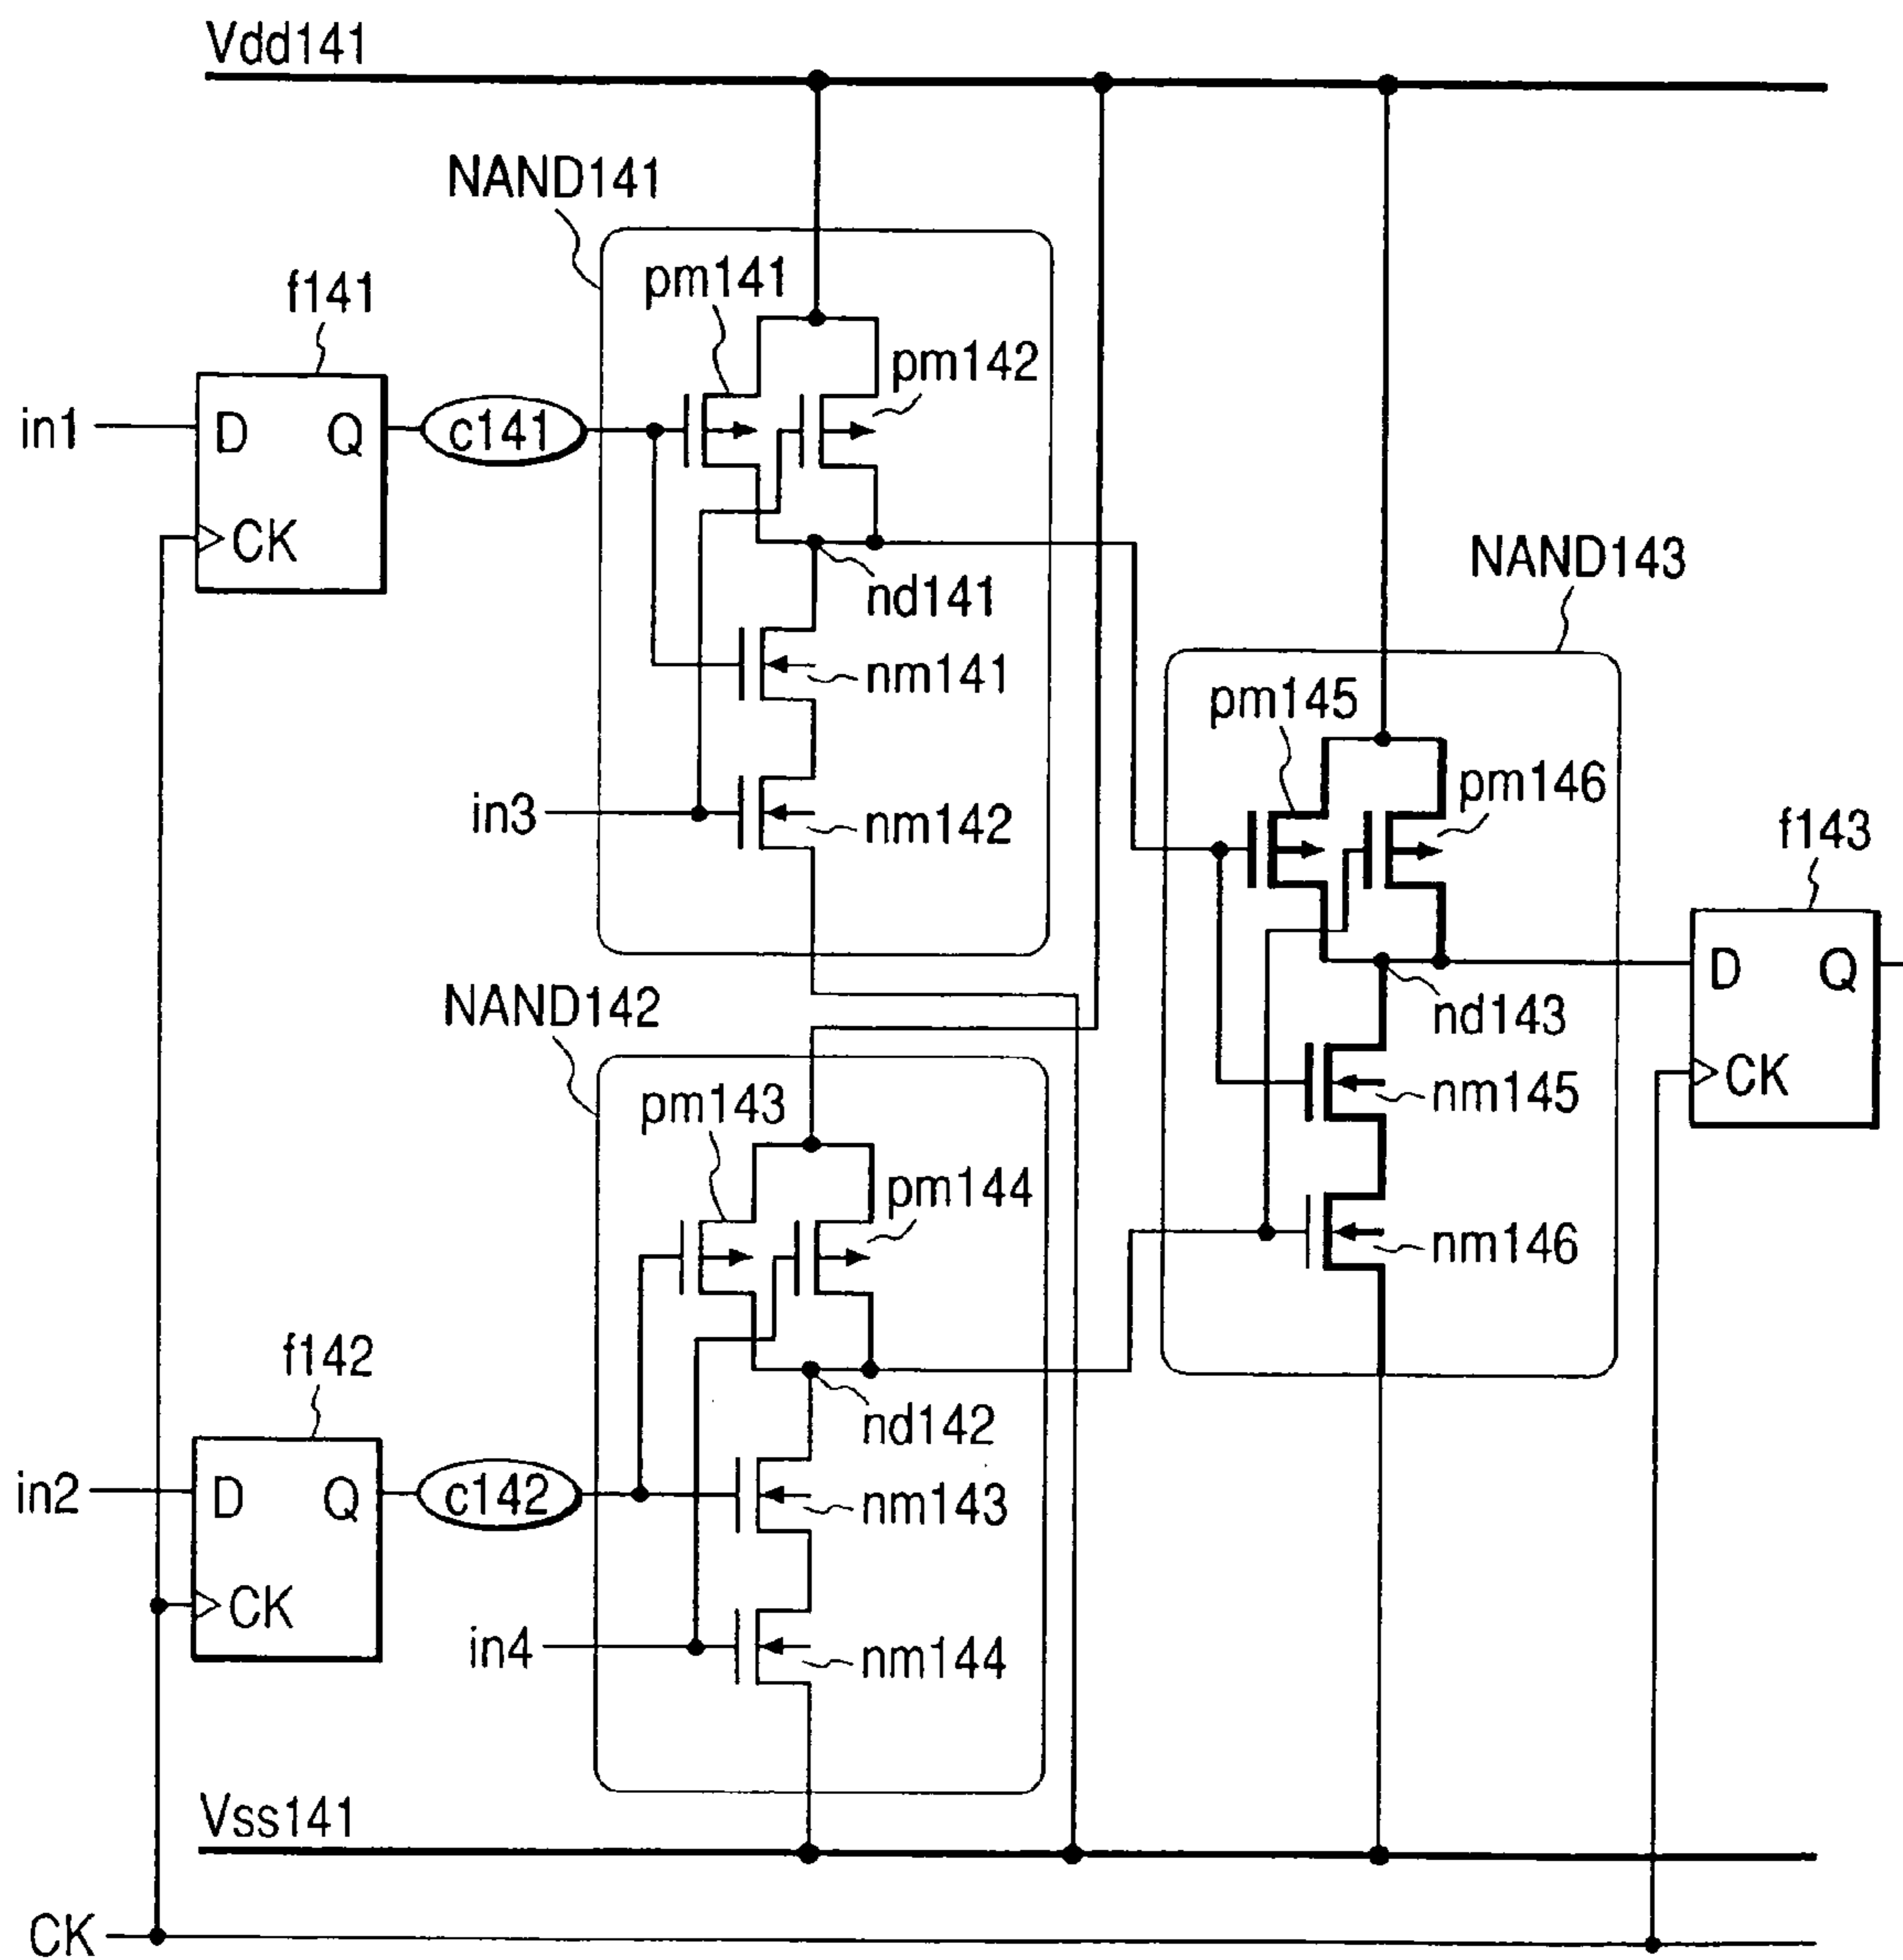 Vdd141
NAND141
pm141
f141
pm142
in1
D
Q
c141
CK
nd141
NAND143
nm141
pm145
pm146
in3
nm142
f143
D
Q
NAND142
nd143
CK
pm143
nm145
pm144
nm146
f142
nd142
in2
D
Q
c142
nm143
CK
in4
nm144
Vss141
CK